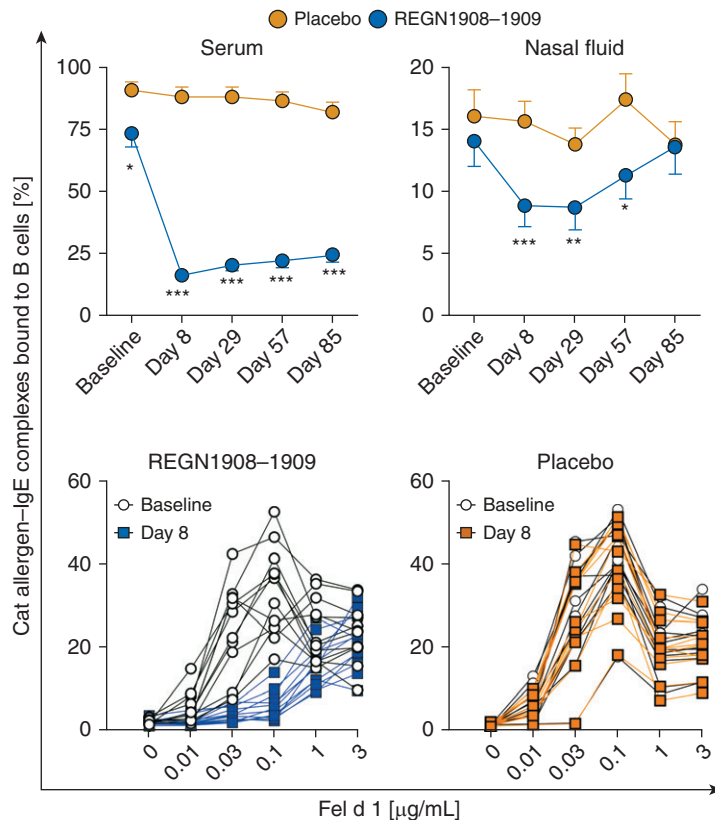 Placebo REGN1908–1909
Serum
Nasal fluid
Cat allergen–IgE complexes bound to B cells [%]
100
75
50
25
0
*
***
***
***
***
Baseline
Day 8
Day 29
Day 57
Day 85
20
15
10
5
0
***
**
*
Baseline
Day 8
Day 29
Day 57
Day 85
REGN1908–1909
60
40
20
0
Baseline
Day 8
0
0.01
0.03
0.1
1
3
Placebo
60
40
20
0
Baseline
Day 8
0
0.01
0.03
0.1
1
3
Fel d 1 [µg/mL]